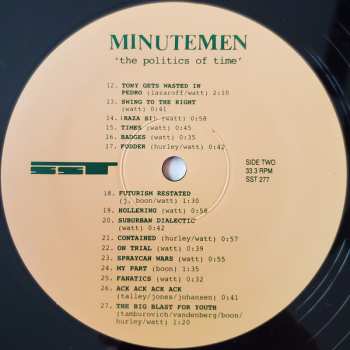 MINUTEMEN
'the politics of time'
12. TONY GETS WASTED IN
PEDRO (lazaroff/watt) 2:10
13. SWING TO THE RIGHT
(watt) 0:41
14. ¡RAZA SI! (watt) 0:58
15. TIMES (watt) 0:45
16. BADGES (watt) 0:35
17. FODDER (hurley/watt) 0:42
SST
SIDE TWO
33.3 RPM
SST 277
18. FUTURISM RESTATED
(d. boon/watt) 1:30
19. HOLLERING (watt) 0:58
20. SUBURBAN DIALECTIC
(watt) 0:42
21. CONTAINED (hurley/watt) 0:57
22. ON TRIAL (watt) 0:39
23. SPRAYCAN WARS (watt) 0:55
24. MY PART (boon) 1:35
25. FANATICS (watt) 0:32
26. ACK ACK ACK ACK
(talley/jones/juhansen) 0:41
27. THE BIG BLAST FOR YOUTH
(tamburovich/vandenberg/boon/
hurley/watt) 1:20